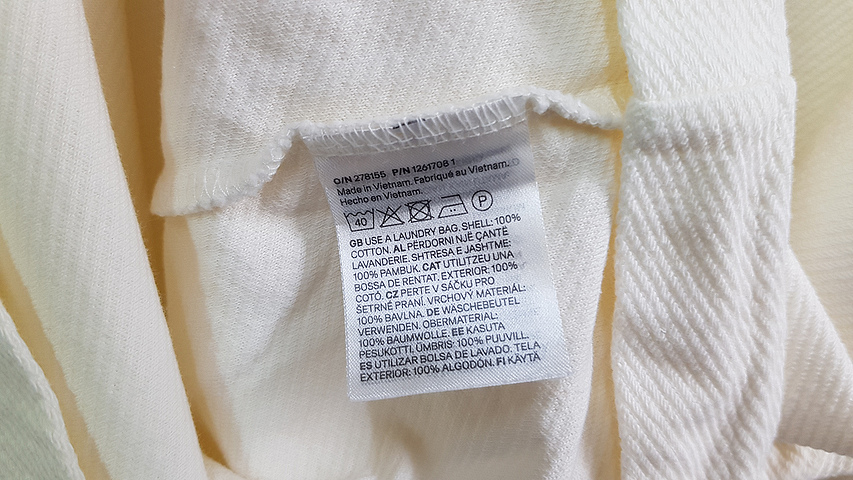 O/N 278155 P/N 1261708 1
Made in Vietnam. Fabriqué au Vietnam.
Hecho en Vietnam.
40 P
GB USE A LAUNDRY BAG. SHELL: 100%
COTTON. AL PËRDORNI NJË ÇANTË
LAVANDERIE. SHTRESA E JASHTME:
100% PAMBUK. CAT UTILITZEU UNA
BOSSA DE RENTAT. EXTERIOR: 100%
COTÓ. CZ PERTE V SÁČKU PRO
ŠETRNÉ PRANÍ. VRCHOVÝ MATERIÁL:
100% BAVLNA. DE WÄSCHEBEUTEL
VERWENDEN. OBERMATERIAL:
100% BAUMWOLLE. EE KASUTA
PESUKOTTI. ÜMBRIS: 100% PUUVILL.
ES UTILIZAR BOLSA DE LAVADO. TELA
EXTERIOR: 100% ALGODÓN. FI KÄYTÄ